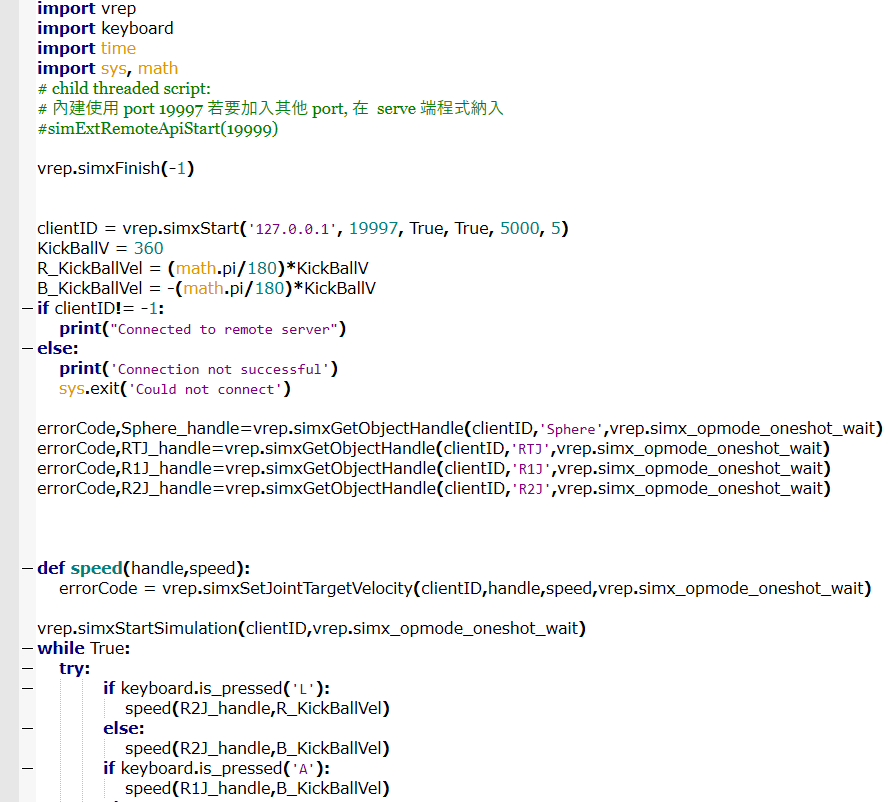 import vrep
import keyboard
import time
import sys, math
# child threaded script:
# 內建使用 port 19997 若要加入其他 port, 在 serve 端程式納入
#simExtRemoteApiStart(19999)
vrep.simxFinish(-1)
clientID = vrep.simxStart('127.0.0.1', 19997, True, True, 5000, 5)
KickBallV = 360
R_KickBallVel = (math.pi/180)*KickBallV
B_KickBallVel = -(math.pi/180)*KickBallV
if clientID!= -1:
print("Connected to remote server")
else:
print('Connection not successful')
sys.exit('Could not connect')
errorCode,Sphere_handle=vrep.simxGetObjectHandle(clientID,'Sphere',vrep.simx_opmode_oneshot_wait)
errorCode,RTJ_handle=vrep.simxGetObjectHandle(clientID,'RTJ',vrep.simx_opmode_oneshot_wait)
errorCode,R1J_handle=vrep.simxGetObjectHandle(clientID,'R1J',vrep.simx_opmode_oneshot_wait)
errorCode,R2J_handle=vrep.simxGetObjectHandle(clientID,'R2J',vrep.simx_opmode_oneshot_wait)
def speed(handle,speed):
errorCode = vrep.simxSetJointTargetVelocity(clientID,handle,speed,vrep.simx_opmode_oneshot_wait)
vrep.simxStartSimulation(clientID,vrep.simx_opmode_oneshot_wait)
while True:
try:
if keyboard.is_pressed('L'):
speed(R2J_handle,R_KickBallVel)
else:
speed(R2J_handle,B_KickBallVel)
if keyboard.is_pressed('A'):
speed(R1J_handle,B_KickBallVel)